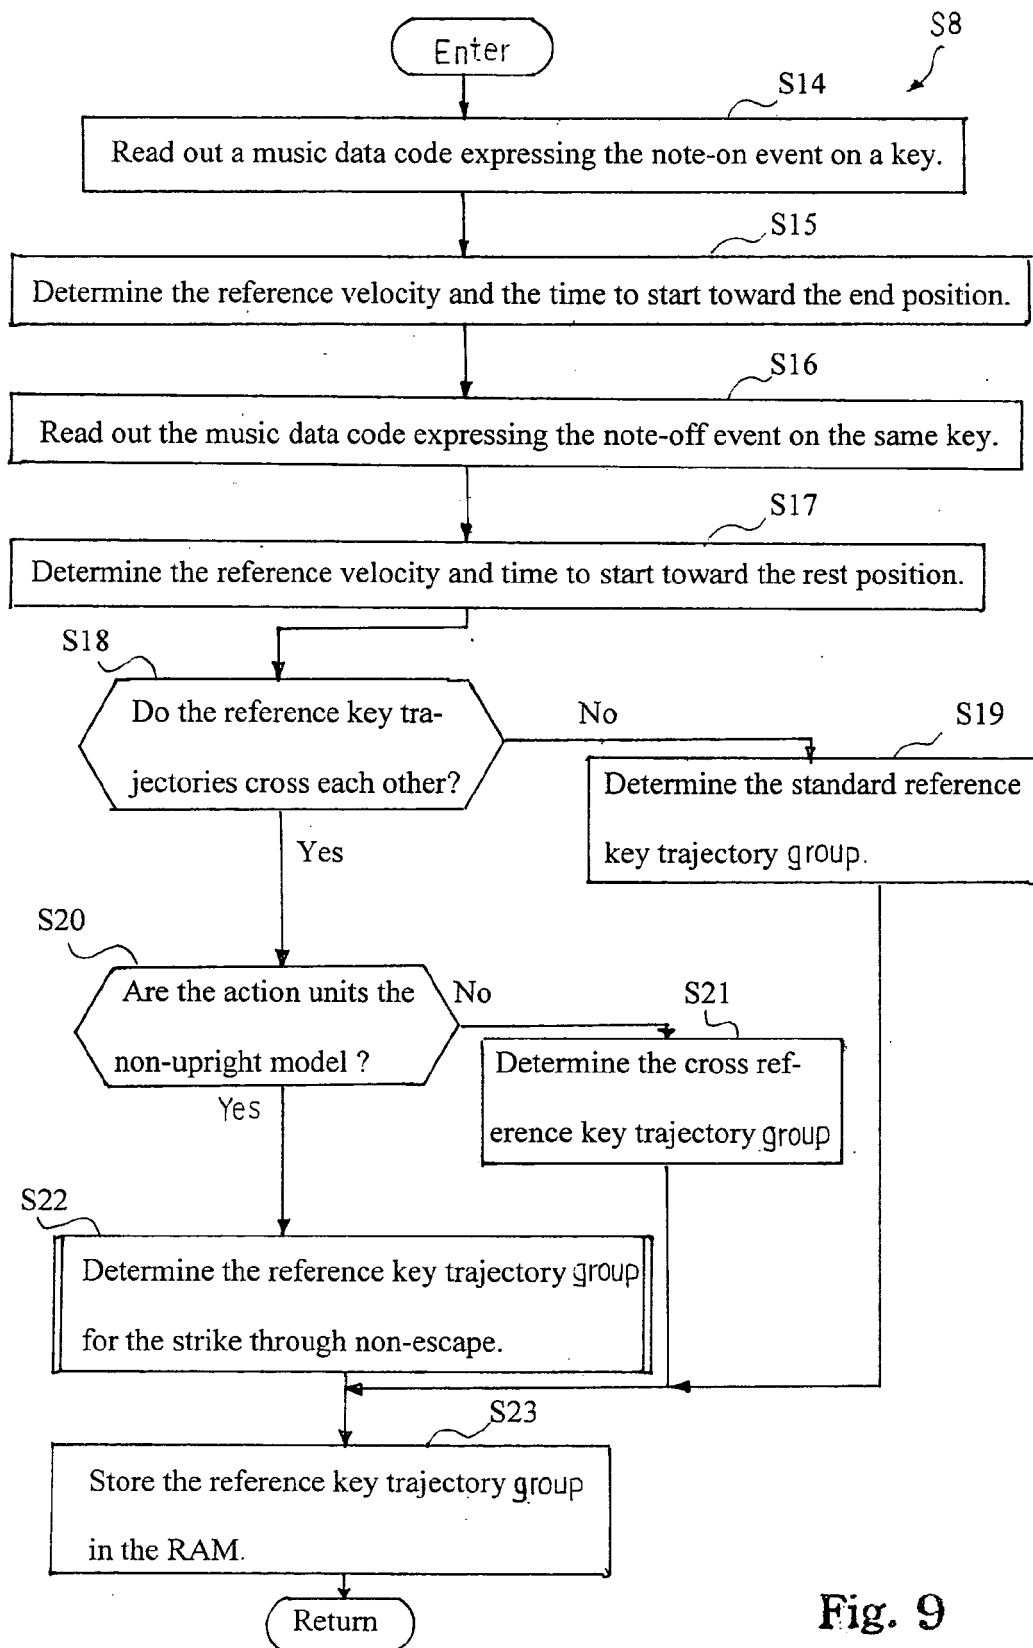 S8
Enter
S14
Read out a music data code expressing the note-on event on a key.
S15
Determine the reference velocity and the time to start toward the end position.
S16
Read out the music data code expressing the note-off event on the same key.
S17
Determine the reference velocity and time to start toward the rest position.
S18
Do the reference key tra-
jectories cross each other?
No
S19
Determine the standard reference
key trajectory group.
Yes
S20
Are the action units the
non-upright model ?
No
S21
Determine the cross ref-
erence key trajectory group
Yes
S22
Determine the reference key trajectory group
for the strike through non-escape.
S23
Store the reference key trajectory group
in the RAM.
Return
Fig. 9